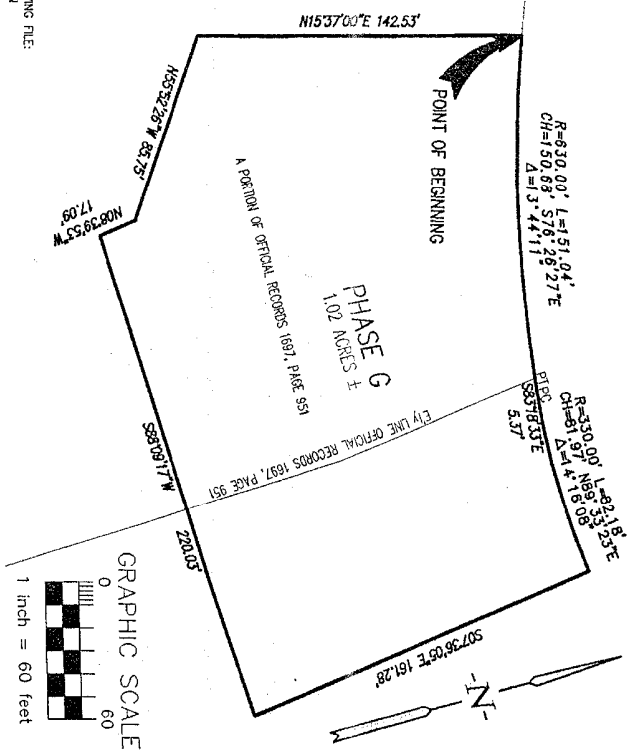 N15°37'00"E 142.53'
POINT OF BEGINNING
R=630.00' L=151.04'
CH=150.68' S76°26'27"E
Δ=13°44'11"
PT/PC
S83°18'33"E
5.37'
R=330.00' L=82.18'
CH=81.97' N89°33'23"E
Δ=14°16'08"
S07°36'05"E 161.28'
-N-
PHASE G
1.02 ACRES ±
A PORTION OF OFFICIAL RECORDS 1697, PAGE 951
E'ly LINE OFFICIAL RECORDS 1697, PAGE 951
N55°52'26"W 85.75'
N08°39'53"W
17.09'
S88°09'17"W
220.03'
GRAPHIC SCALE
0 60
1 inch = 60 feet
FILE: